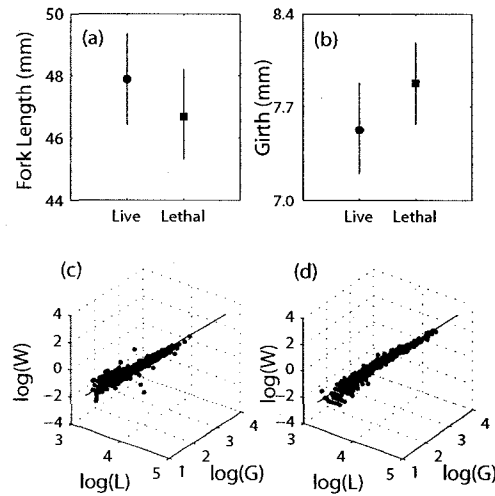 50
(a)
48
46
44
Fork Length (mm)
Live Lethal
8.4
(b)
7.7
7.0
Girth (mm)
Live Lethal
(c)
4
2
0
−2
−4
log(W)
3
4
5
log(L)
1
2
3
4
log(G)
(d)
4
2
0
−2
−4
log(W)
3
4
5
log(L)
1
2
3
4
log(G)